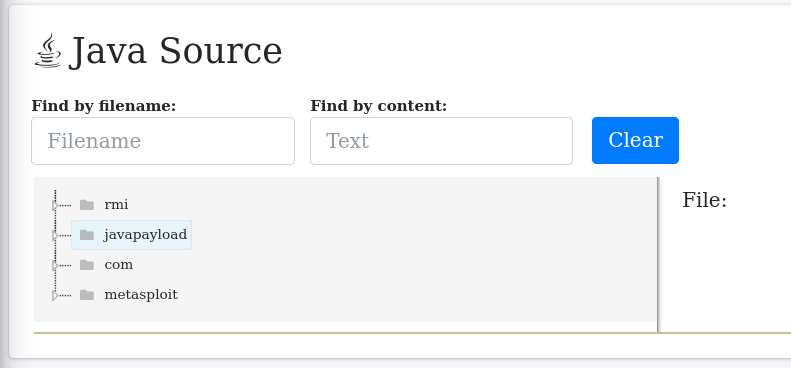 Java Source
Find by filename:
Find by content:
Filename
Text
Clear
rmi
javapayload
com
metasploit
File: